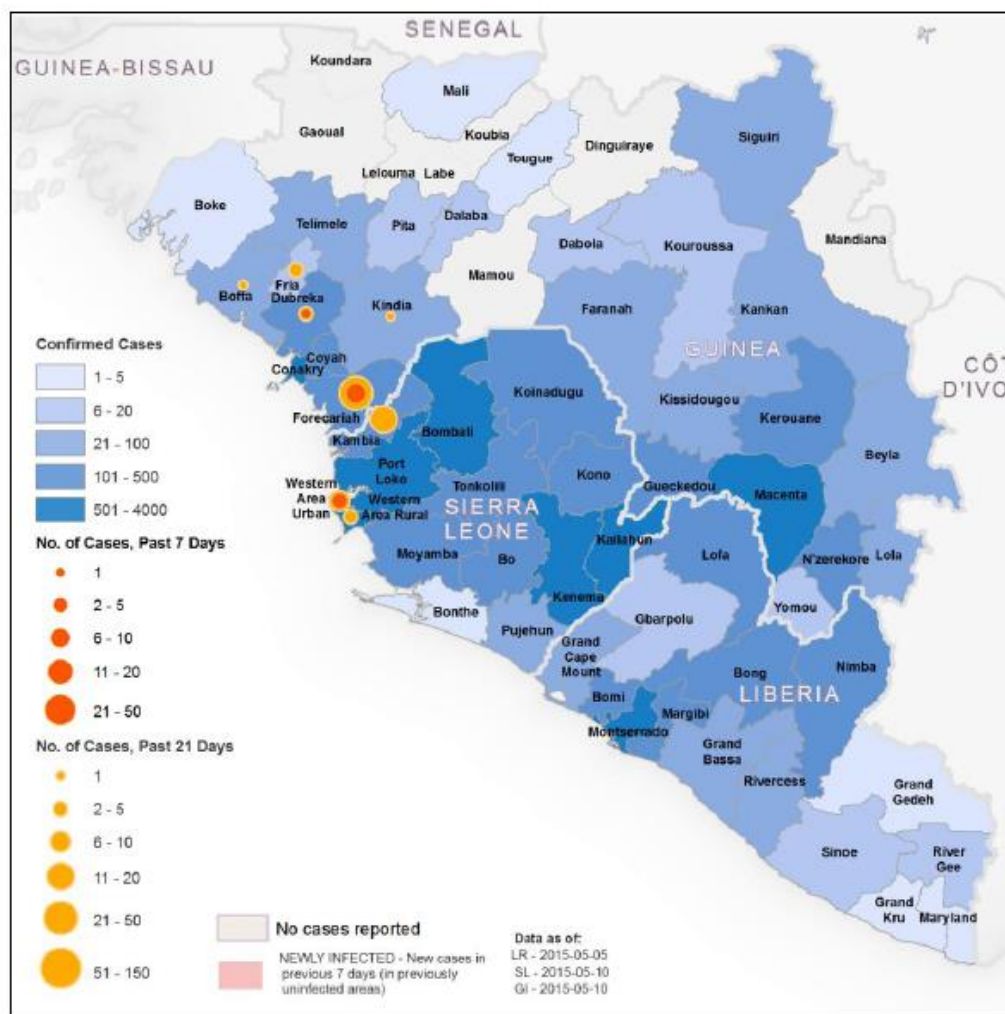 SENEGAL
GUINEA-BISSAU
Koundara
Mali
Gaoual
Koubia
Siguiri
Dinguiraye
Tougue
Lelouma
Labe
Boke
Telimele
Pita
Dalaba
Dabola
Kouroussa
Mandiana
Mamou
Fria
Boffa
Dubreka
Kindia
Faranah
Kankan
GUINEA
CÔT
D'IVO
Confirmed Cases
1 - 5
6 - 20
21 - 100
101 - 500
501 - 4000
Coyah
Conakry
Koinadugu
Kissidougou
Kerouane
Forecariah
Bombali
Kambia
Beyla
Port
Loko
Kono
Gueckedou
Macenta
Western
Area
Urban
Western
Area Rural
Tonkolili
SIERRA
LEONE
Kailahun
Lofa
N'zerekore
Lola
Moyamba
Bo
Kenema
Yomou
Bonthe
Gbarpolu
Pujehun
Grand
Cape
Mount
Bong
Nimba
LIBERIA
Bomi
Margibi
Montserrado
Grand
Bassa
Rivercess
Grand
Gedeh
Sinoe
River
Gee
Grand
Kru
Maryland
No. of Cases, Past 7 Days
1
2 - 5
6 - 10
11 - 20
21 - 50
No. of Cases, Past 21 Days
1
2 - 5
6 - 10
11 - 20
21 - 50
51 - 150
No cases reported
NEWLY INFECTED - New cases in
previous 7 days (in previously
uninfected areas)
Data as of:
LR - 2015-05-05
SL - 2015-05-10
GI - 2015-05-10